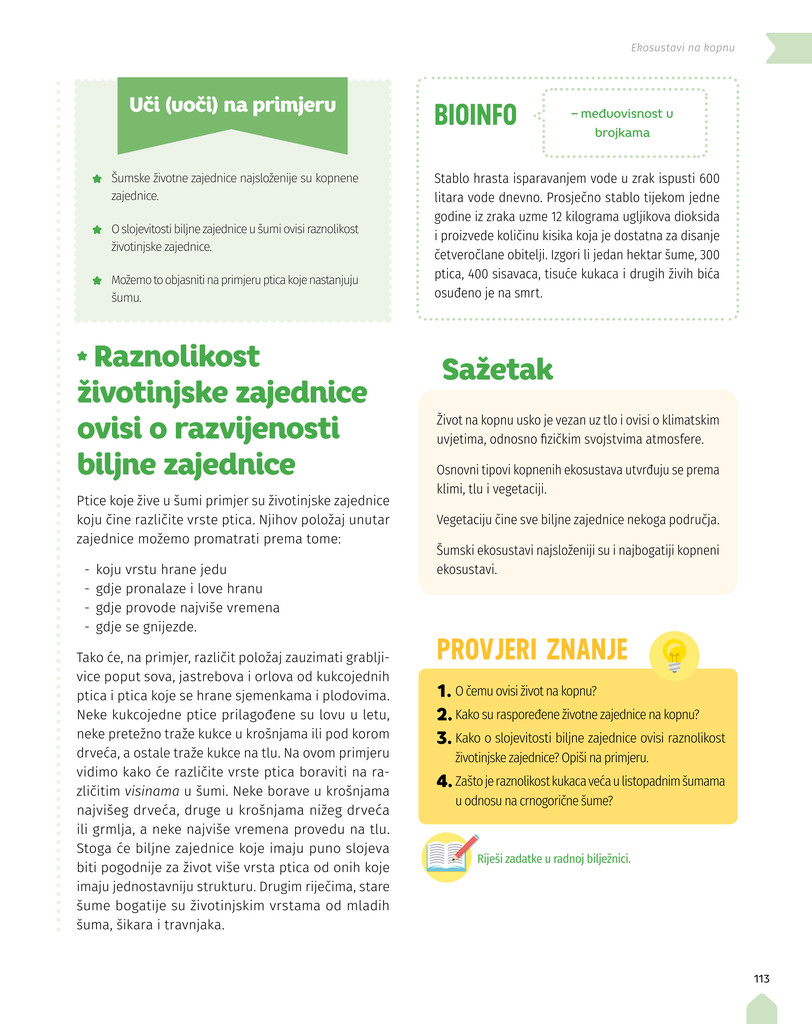 Ekosustavi na kopnu
Uči (uoči) na primjeru
Šumske životne zajednice najsloženije su kopnene
zajednice.
O slojevitosti biljne zajednice u šumi ovisi raznolikost
životinjske zajednice.
Možemo to objasniti na primjeru ptica koje nastanjuju
šumu.
* Raznolikost
životinjske zajednice
ovisi o razvijenosti
biljne zajednice
Ptice koje žive u šumi primjer su životinjske zajednice
koju čine različite vrste ptica. Njihov položaj unutar
zajednice možemo promatrati prema tome:
- koju vrstu hrane jedu
- gdje pronalaze i love hranu
- gdje provode najviše vremena
- gdje se gnijezde.
Tako će, na primjer, različit položaj zauzimati grablji-
vice poput sova, jastrebova i orlova od kukcojednih
ptica i ptica koje se hrane sjemenkama i plodovima.
Neke kukcojedne ptice prilagođene su lovu u letu,
neke pretežno traže kukce u krošnjama ili pod korom
drveća, a ostale traže kukce na tlu. Na ovom primjeru
vidimo kako će različite vrste ptica boraviti na ra-
zličitim visinama u šumi. Neke borave u krošnjama
najvišeg drveća, druge u krošnjama nižeg drveća
ili grmlja, a neke najviše vremena provedu na tlu.
Stoga će biljne zajednice koje imaju puno slojeva
biti pogodnije za život više vrsta ptica od onih koje
imaju jednostavniju strukturu. Drugim riječima, stare
šume bogatije su životinjskim vrstama od mladih
šuma, šikara i travnjaka.
BIOINFO
– međuovisnost u
brojkama
Stablo hrasta isparavanjem vode u zrak ispusti 600
litara vode dnevno. Prosječno stablo tijekom jedne
godine iz zraka uzme 12 kilograma ugljikova dioksida
i proizvede količinu kisika koja je dostatna za disanje
četveročlane obitelji. Izgori li jedan hektar šume, 300
ptica, 400 sisavaca, tisuće kukaca i drugih živih bića
osuđeno je na smrt.
Sažetak
Život na kopnu usko je vezan uz tlo i ovisi o klimatskim
uvjetima, odnosno fizičkim svojstvima atmosfere.
Osnovni tipovi kopnenih ekosustava utvrđuju se prema
klimi, tlu i vegetaciji.
Vegetaciju čine sve biljne zajednice nekoga područja.
Šumski ekosustavi najsloženiji su i najbogatiji kopneni
ekosustavi.
PROVJERI ZNANJE
1. O čemu ovisi život na kopnu?
2. Kako su raspoređene životne zajednice na kopnu?
3. Kako o slojevitosti biljne zajednice ovisi raznolikost
životinjske zajednice? Opiši na primjeru.
4. Zašto je raznolikost kukaca veća u listopadnim šumama
u odnosu na crnogorične šume?
Riješi zadatke u radnoj bilježnici.
113